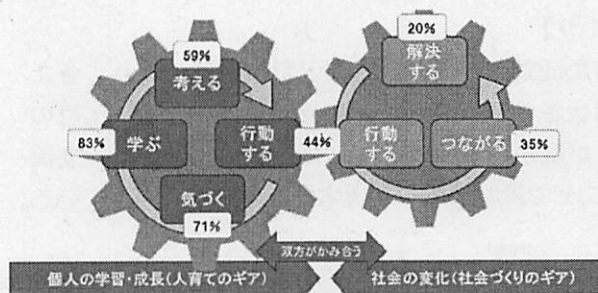 59%
考える
83%
学ぶ
行動
する
44%
気づく
71%
20%
解決
する
行動
する
つながる
35%
双方がかみ合う
個人の学習・成長(人育てのギア)
社会の変化(社会づくりのギア)